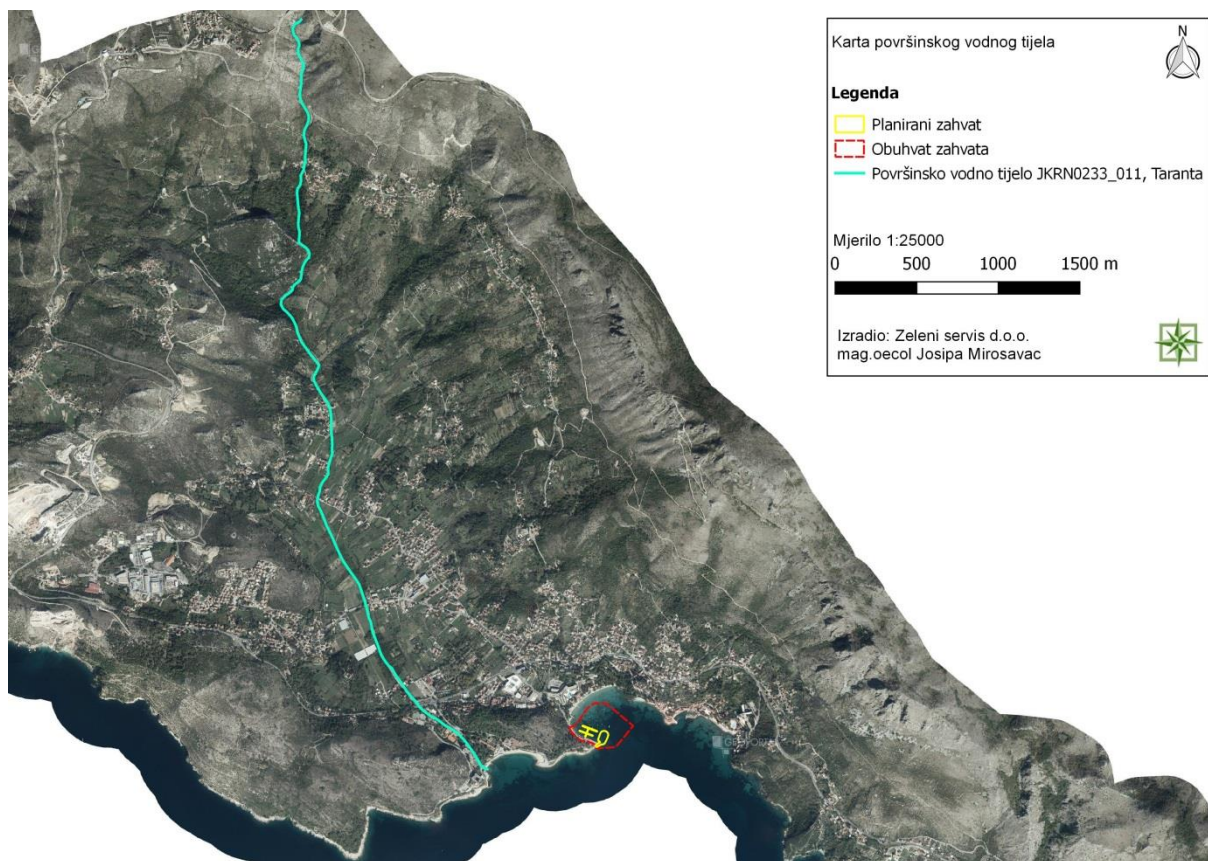 Karta površinskog vodnog tijela
N
Legenda
Planirani zahvat
Obuhvat zahvata
Površinsko vodno tijelo JKRN0233_011, Taranta
Mjerilo 1:25000
0 500 1000 1500 m
Izradio: Zeleni servis d.o.o.
mag.oecol Josipa Mirosavac